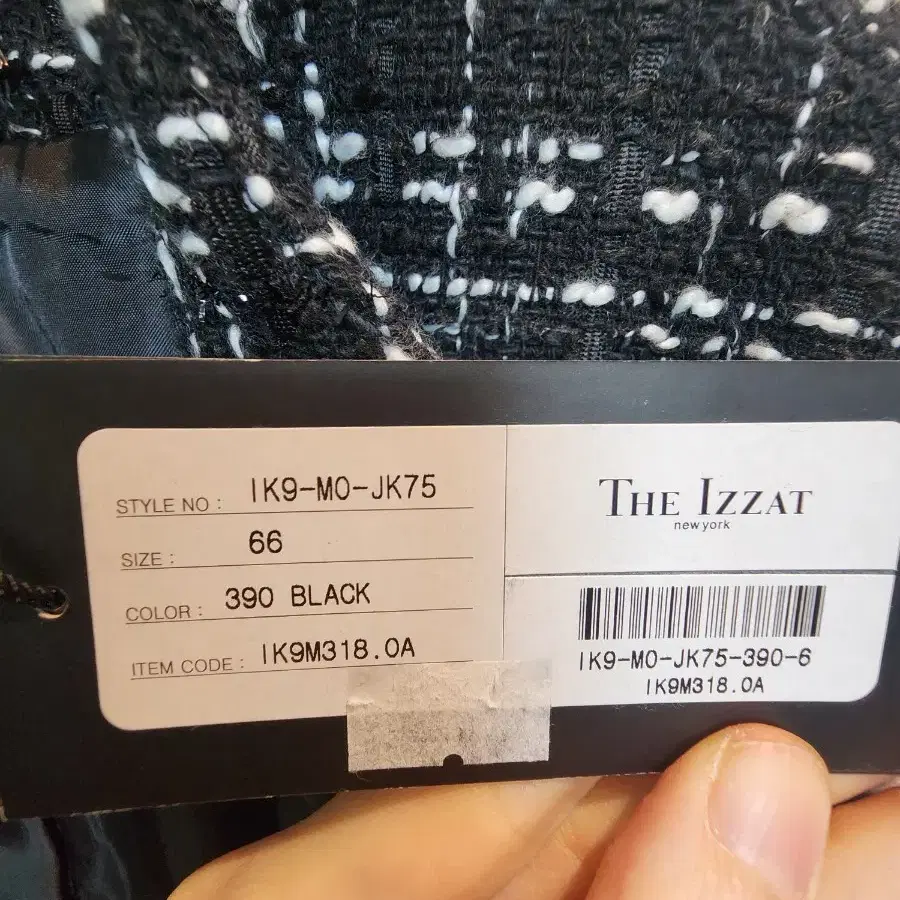 STYLE NO : IK9-MO-JK75
SIZE : 66
COLOR : 390 BLACK
ITEM CODE : IK9M318.0A
THE IZZAT
new york
IK9-MO-JK75-390-6
IK9M318.0A